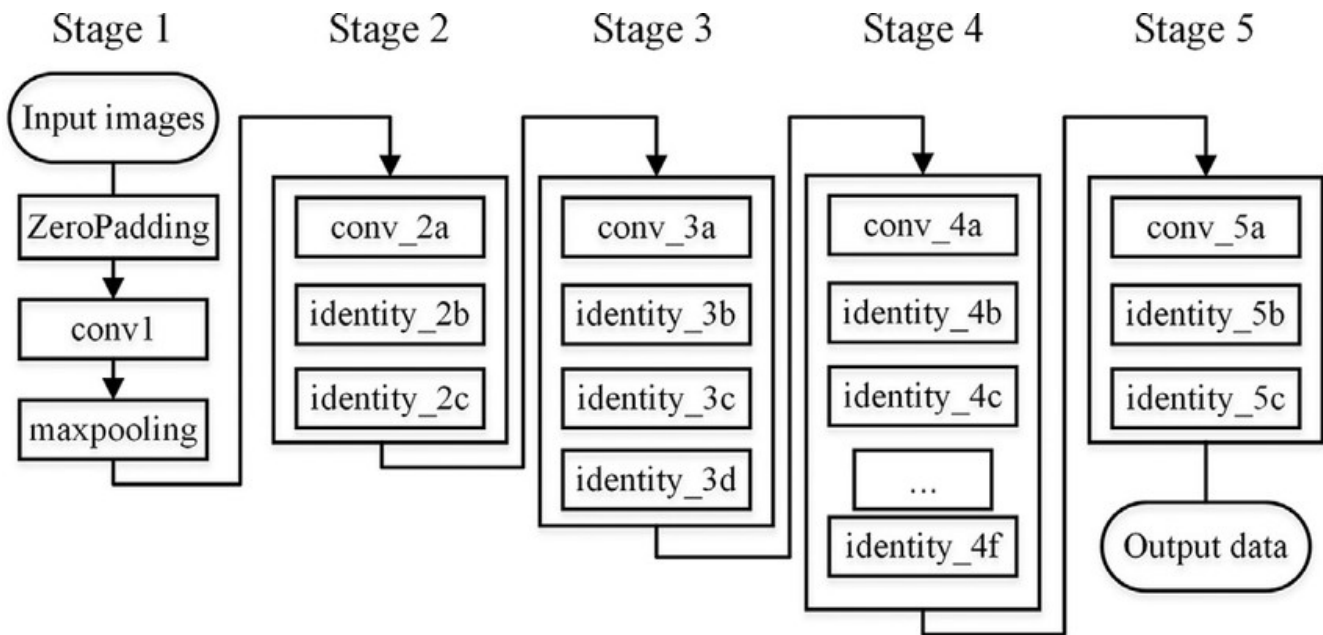 Stage 1
Stage 2
Stage 3
Stage 4
Stage 5
Input images
ZeroPadding
conv1
maxpooling
conv_2a
identity_2b
identity_2c
conv_3a
identity_3b
identity_3c
identity_3d
conv_4a
identity_4b
identity_4c
...
identity_4f
conv_5a
identity_5b
identity_5c
Output data